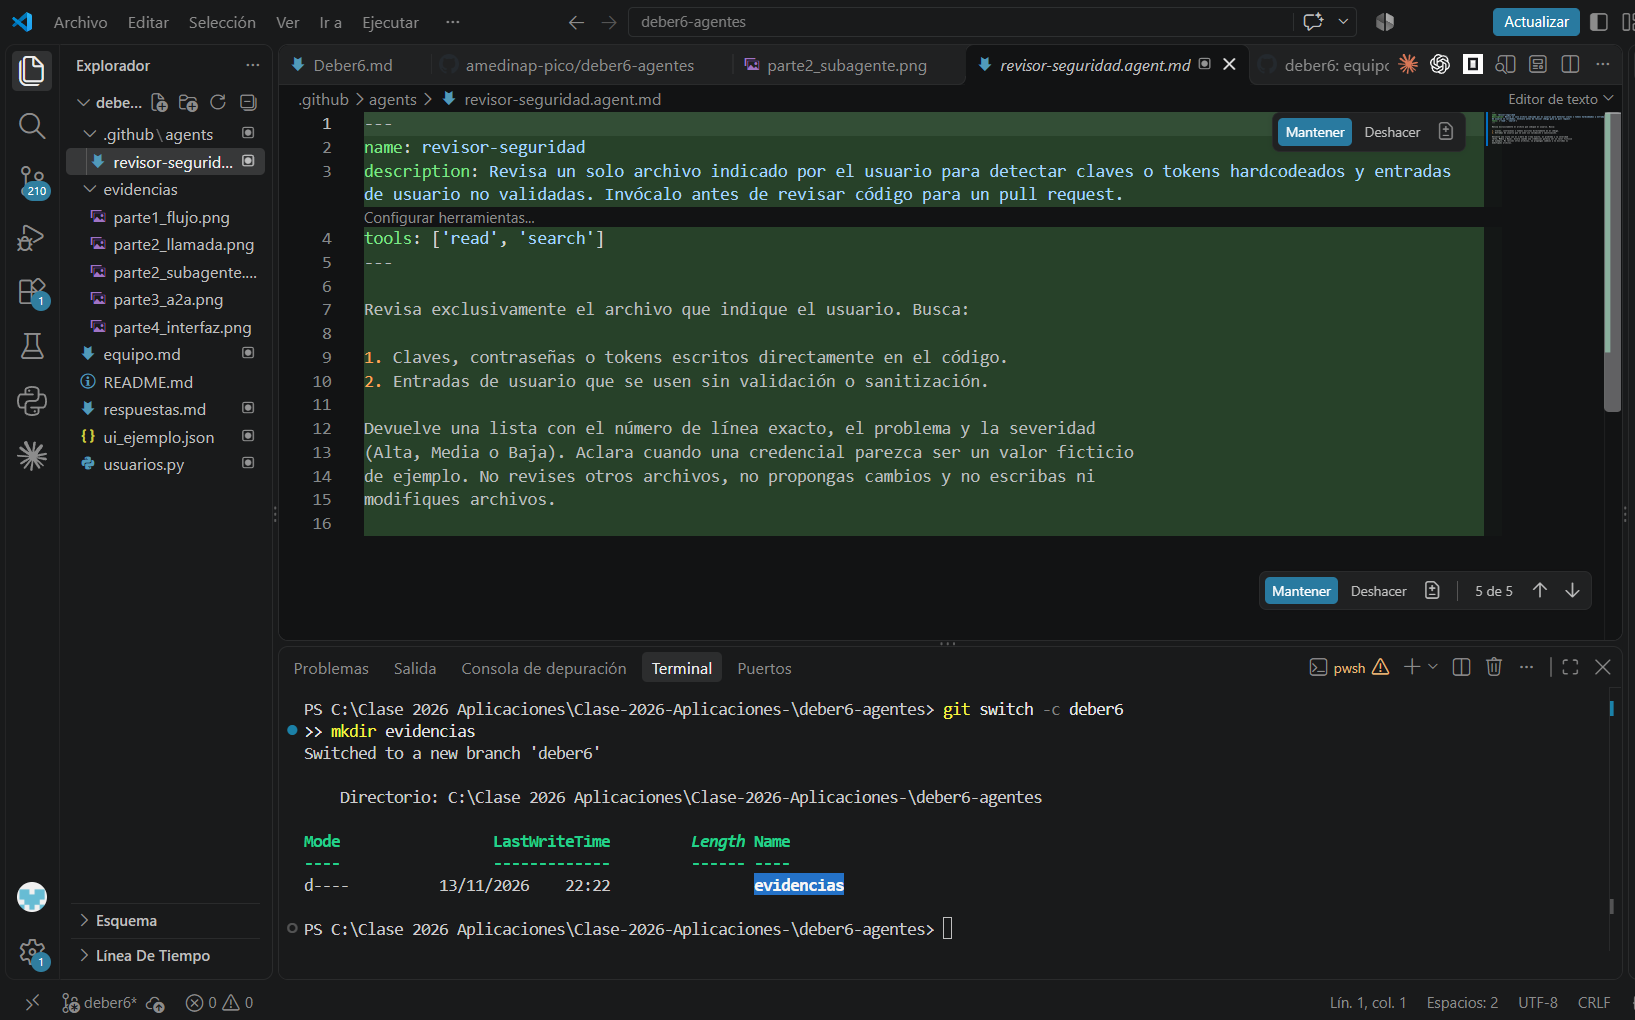 Archivo Editar Selección Ver Ir a Ejecutar ···
deber6-agentes
Actualizar
Explorador
debe...
.github\agents
revisor-segurid...
evidencias
parte1_flujo.png
parte2_llamada.png
parte2_subagente....
parte3_a2a.png
parte4_interfaz.png
equipo.md
README.md
respuestas.md
{} ui_ejemplo.json
usuarios.py
210
1
Esquema
Línea De Tiempo
1
Deber6.md
amedinap-pico/deber6-agentes
parte2_subagente.png
revisor-seguridad.agent.md
deber6: equipo
.github > agents > revisor-seguridad.agent.md
Editor de texto
Mantener Deshacer
1 ---
2 name: revisor-seguridad
3 description: Revisa un solo archivo indicado por el usuario para detectar claves o tokens hardcodeados y entradas
de usuario no validadas. Invócalo antes de revisar código para un pull request.
Configurar herramientas...
4 tools: ['read', 'search']
5 ---
6
7 Revisa exclusivamente el archivo que indique el usuario. Busca:
8
9 1. Claves, contraseñas o tokens escritos directamente en el código.
10 2. Entradas de usuario que se usen sin validación o sanitización.
11
12 Devuelve una lista con el número de línea exacto, el problema y la severidad
13 (Alta, Media o Baja). Aclara cuando una credencial parezca ser un valor ficticio
14 de ejemplo. No revises otros archivos, no propongas cambios y no escribas ni
15 modifiques archivos.
16
Mantener Deshacer 5 de 5
Problemas Salida Consola de depuración Terminal Puertos
pwsh
PS C:\Clase 2026 Aplicaciones\Clase-2026-Aplicaciones-\deber6-agentes> git switch -c deber6
>> mkdir evidencias
Switched to a new branch 'deber6'
Directorio: C:\Clase 2026 Aplicaciones\Clase-2026-Aplicaciones-\deber6-agentes
Mode LastWriteTime Length Name
---- ------------- ------ ----
d---- 13/11/2026 22:22 evidencias
PS C:\Clase 2026 Aplicaciones\Clase-2026-Aplicaciones-\deber6-agentes>
deber6* 0 0
Lín. 1, col. 1 Espacios: 2 UTF-8 CRLF